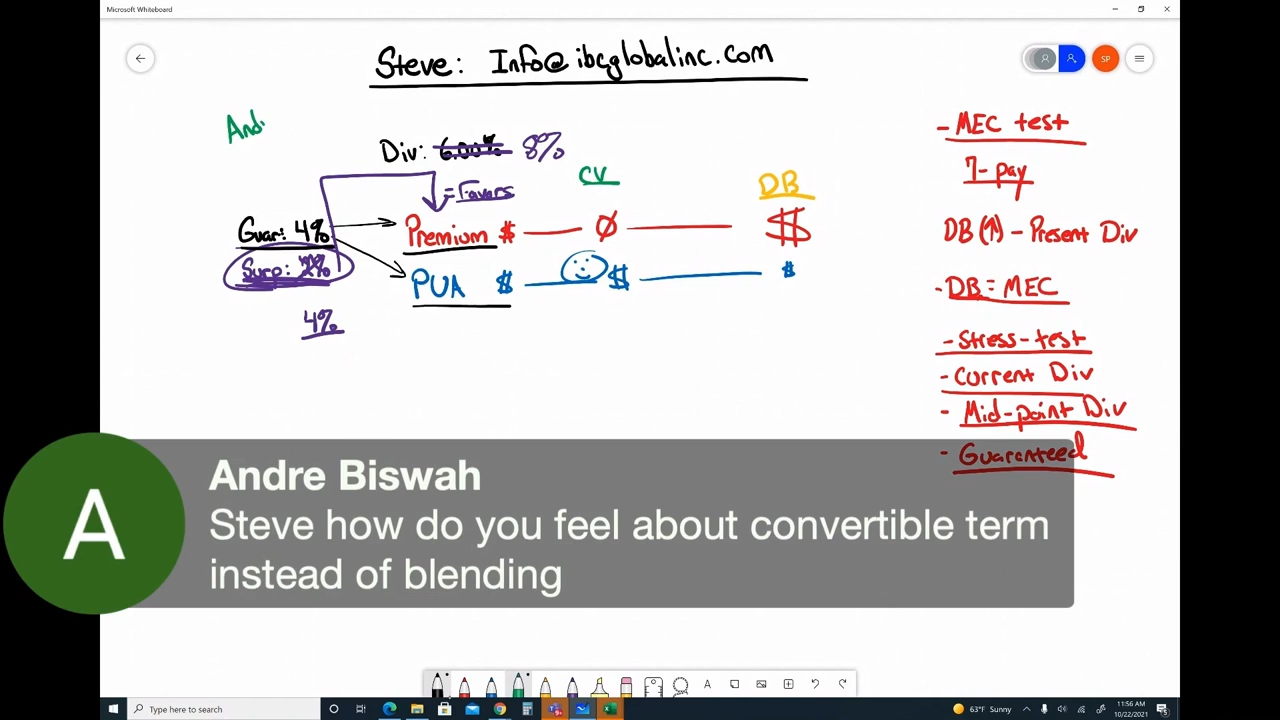 Microsoft Whiteboard
Steve: Info@ibcglobalinc.com
SP
And
Div: 6.00% 8%
= Favors
CV
DB
Guar: 4%
Premium $ Ø $
Surp: 2%
PUA $ $ $
4%
- MEC test
7-pay
DB(↑) - Present Div
- DB = MEC
- Stress-test
- Current Div
- Mid-point Div
- Guaranteed
A
Andre Biswah
Steve how do you feel about convertible term
instead of blending
Type here to search
63°F Sunny
11:56 AM
10/22/2021